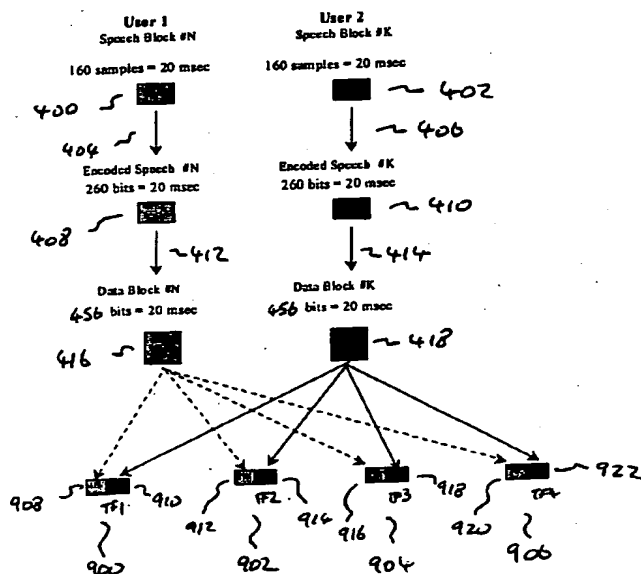 User 1
Speech Block #N
User 2
Speech Block #K
160 samples = 20 msec
160 samples = 20 msec
400
402
404
406
Encoded Speech #N
260 bits = 20 msec
Encoded Speech #K
260 bits = 20 msec
408
410
412
414
Data Block #N
456 bits = 20 msec
Data Block #K
456 bits = 20 msec
416
418
908
TF1
910
912
TF2
914
916
TF3
918
920
TF4
922
900
902
904
906